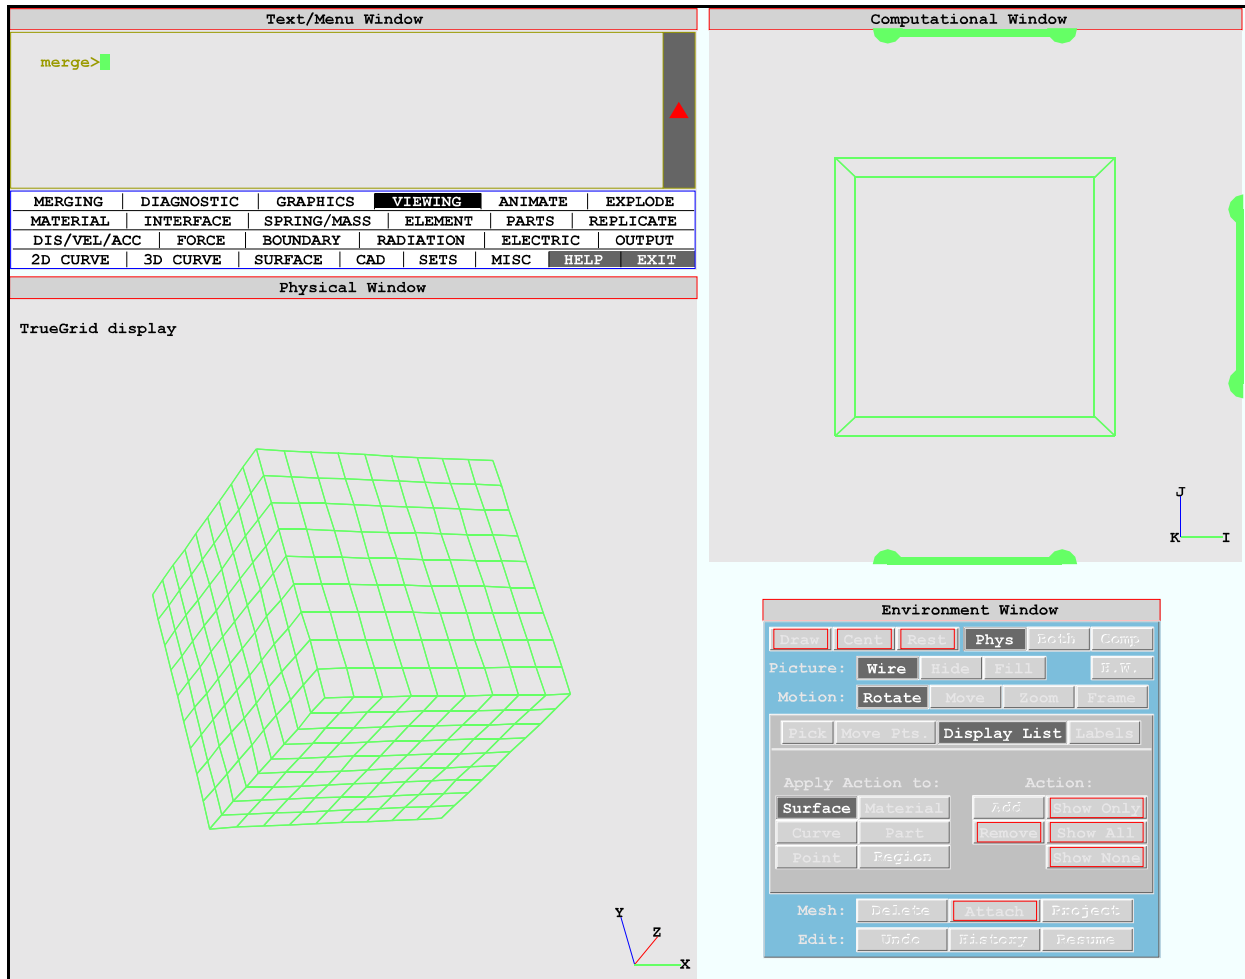 Text/Menu Window
merge>
MERGING DIAGNOSTIC GRAPHICS VIEWING ANIMATE EXPLODE
MATERIAL INTERFACE SPRING/MASS ELEMENT PARTS REPLICATE
DIS/VEL/ACC FORCE BOUNDARY RADIATION ELECTRIC OUTPUT
2D CURVE 3D CURVE SURFACE CAD SETS MISC HELP EXIT
Physical Window
TrueGrid display
Y
Z
X
Computational Window
J
K I
Environment Window
Draw Cent Rest Phys Both Comp
Picture: Wire Hide Fill H.W.
Motion: Rotate Move Zoom Frame
Pick Move Pts. Display List Labels
Apply Action to: Action:
Surface Material Add Show Only
Curve Part Remove Show All
Point Region Show None
Mesh: Delete Attach Project
Edit: Undo History Resume